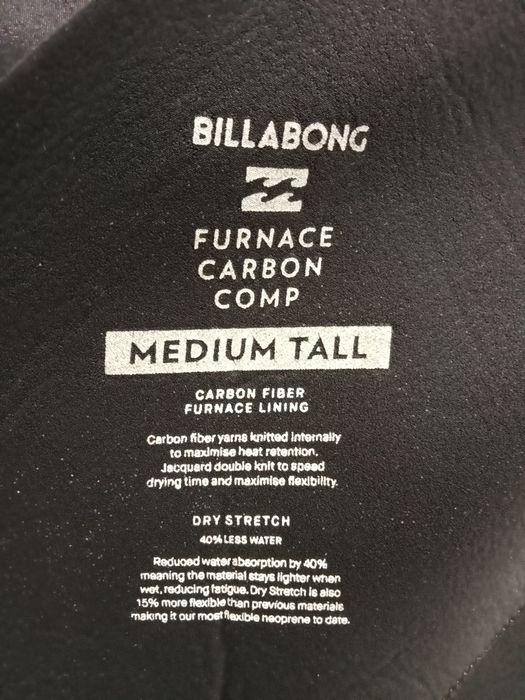 BILLABONG
FURNACE
CARBON
COMP
MEDIUM TALL
CARBON FIBER
FURNACE LINING
Carbon fiber yarns knitted internally
to maximise heat retention.
Jacquard double knit to speed
drying time and maximise flexibility.
DRY STRETCH
40% LESS WATER
Reduced water absorption by 40%
meaning the material stays lighter when
wet, reducing fatigue. Dry Stretch is also
15% more flexible than previous materials
making it our most flexible neoprene to date.